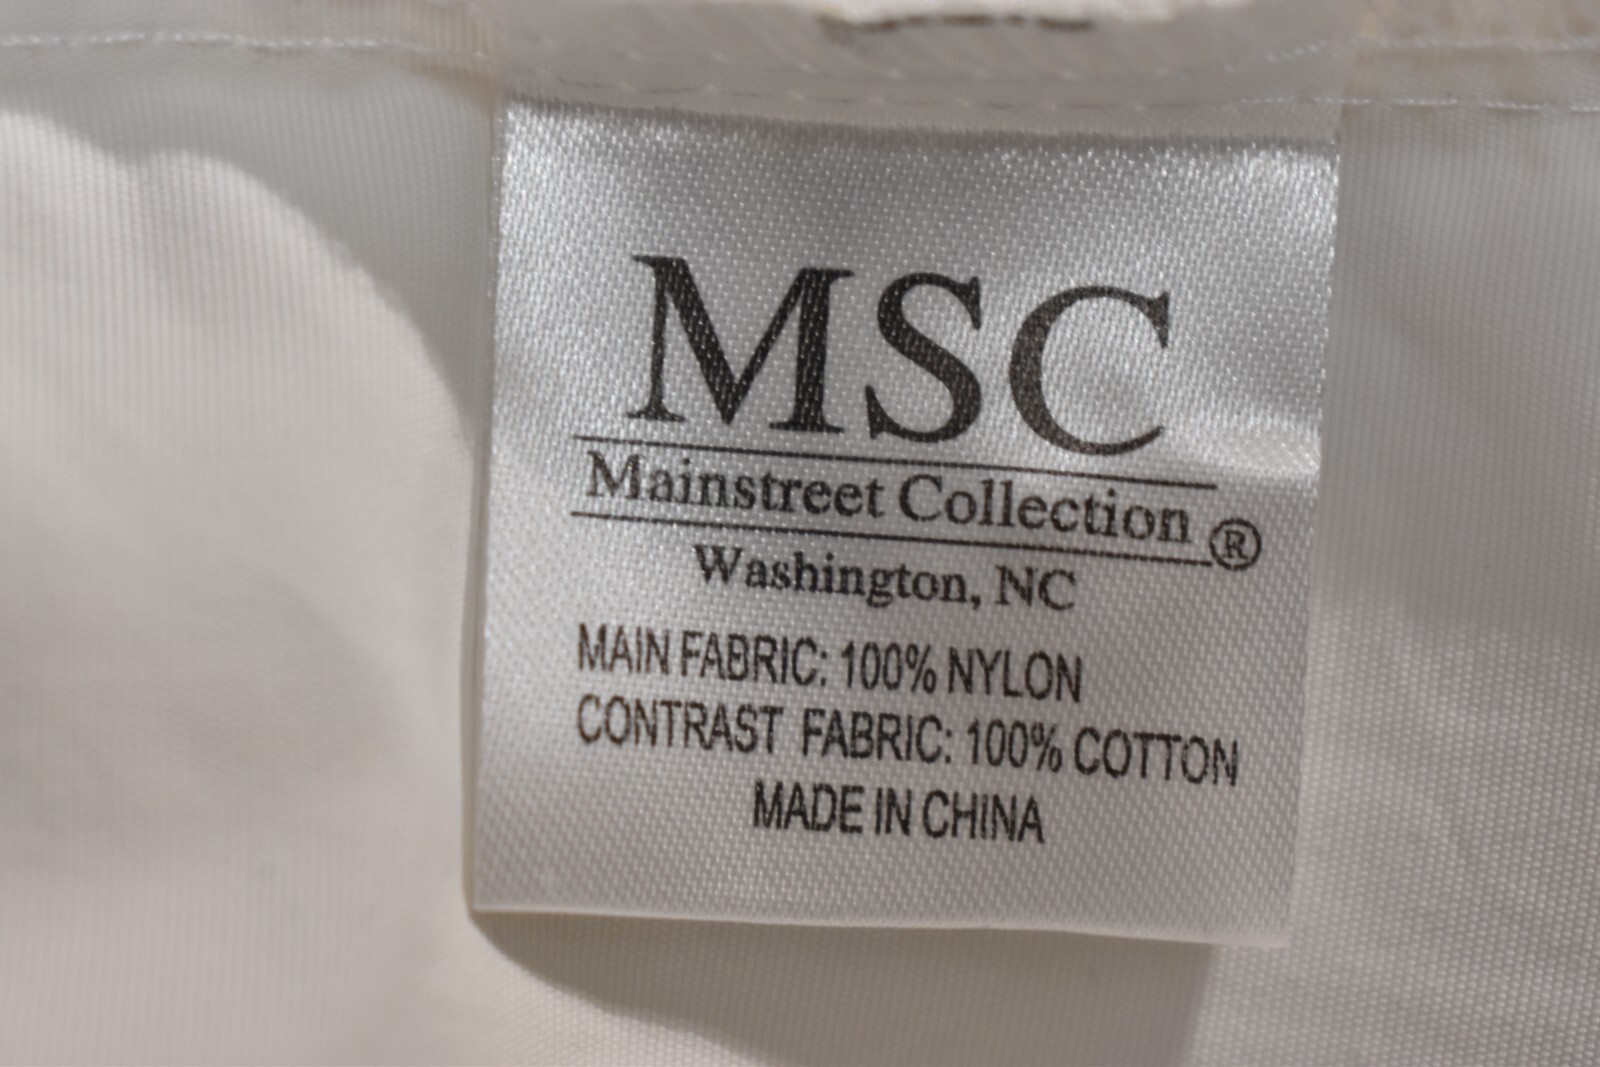 MSC
Mainstreet Collection ®
Washington, NC
MAIN FABRIC: 100% NYLON
CONTRAST FABRIC: 100% COTTON
MADE IN CHINA